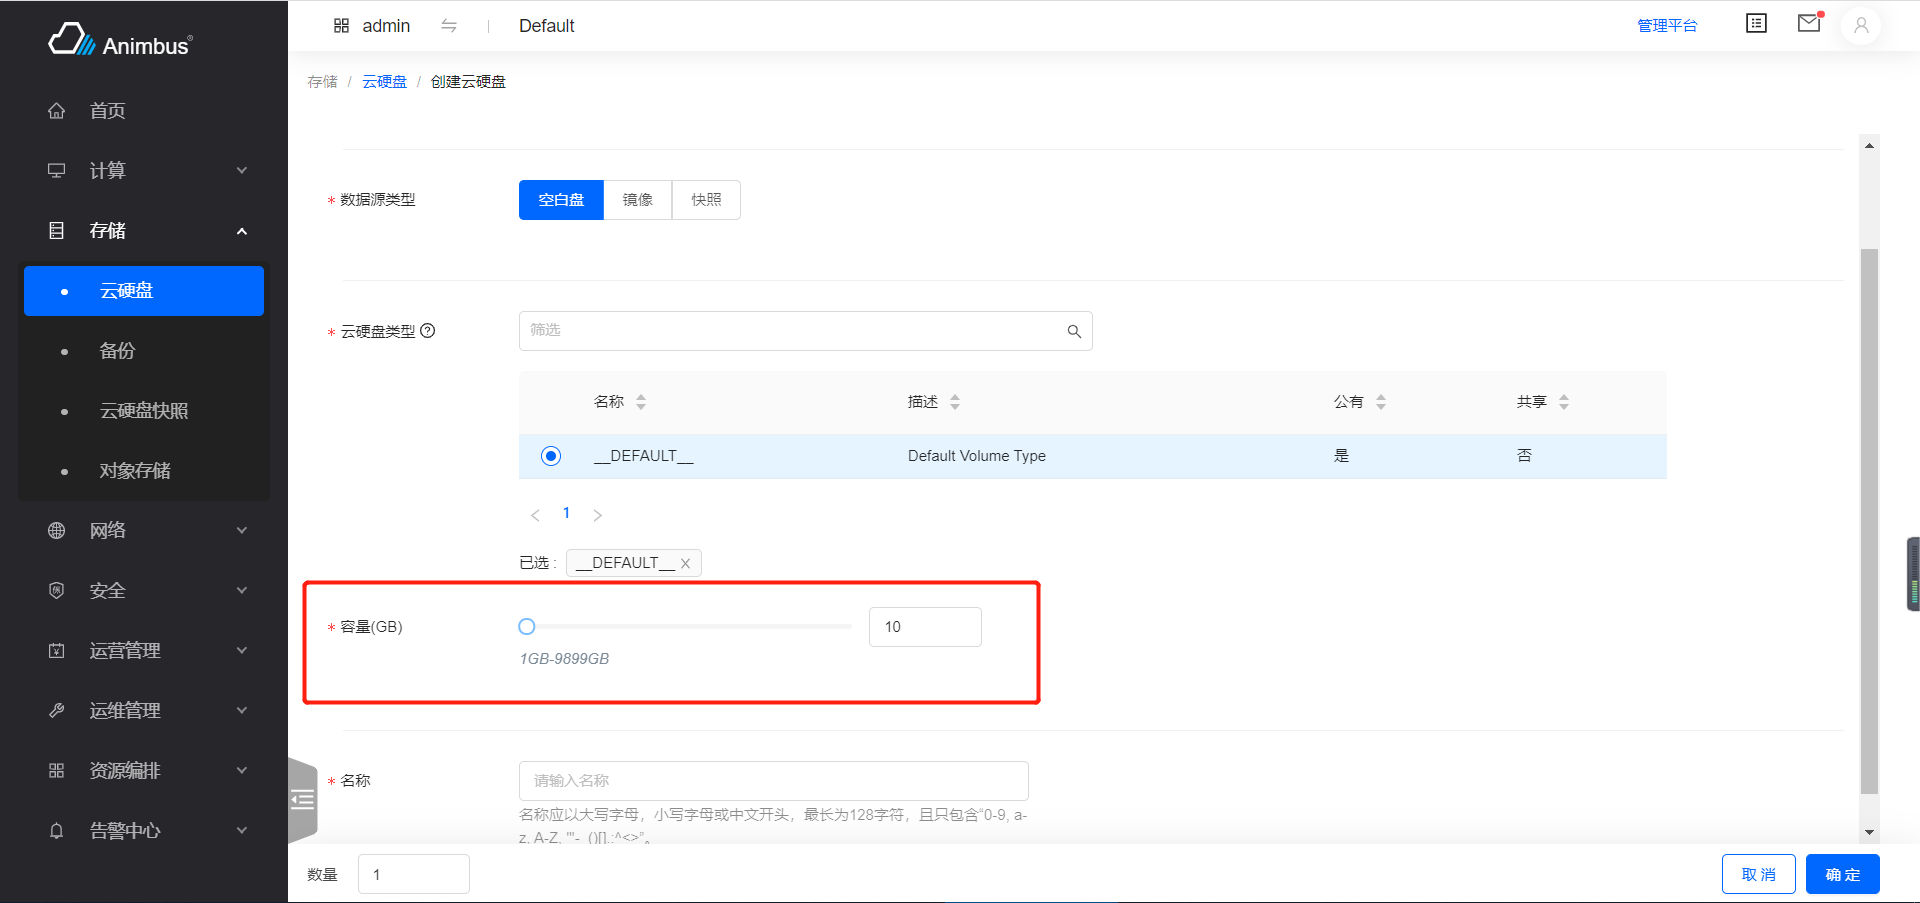 Animbus®
首页
计算
存储
云硬盘
备份
云硬盘快照
对象存储
网络
安全
运营管理
运维管理
资源编排
告警中心
admin
Default
管理平台
存储 / 云硬盘 / 创建云硬盘
* 数据源类型
空白盘 镜像 快照
* 云硬盘类型
筛选
名称 描述 公有 共享
__DEFAULT__ Default Volume Type 是 否
1
已选 : __DEFAULT__
* 容量(GB)
10
1GB-9899GB
* 名称
请输入名称
名称应以大写字母，小写字母或中文开头，最长为128字符，且只包含“0-9, a-
z, A-Z, "'-_()[].:^<>”。
数量 1
取 消 确 定